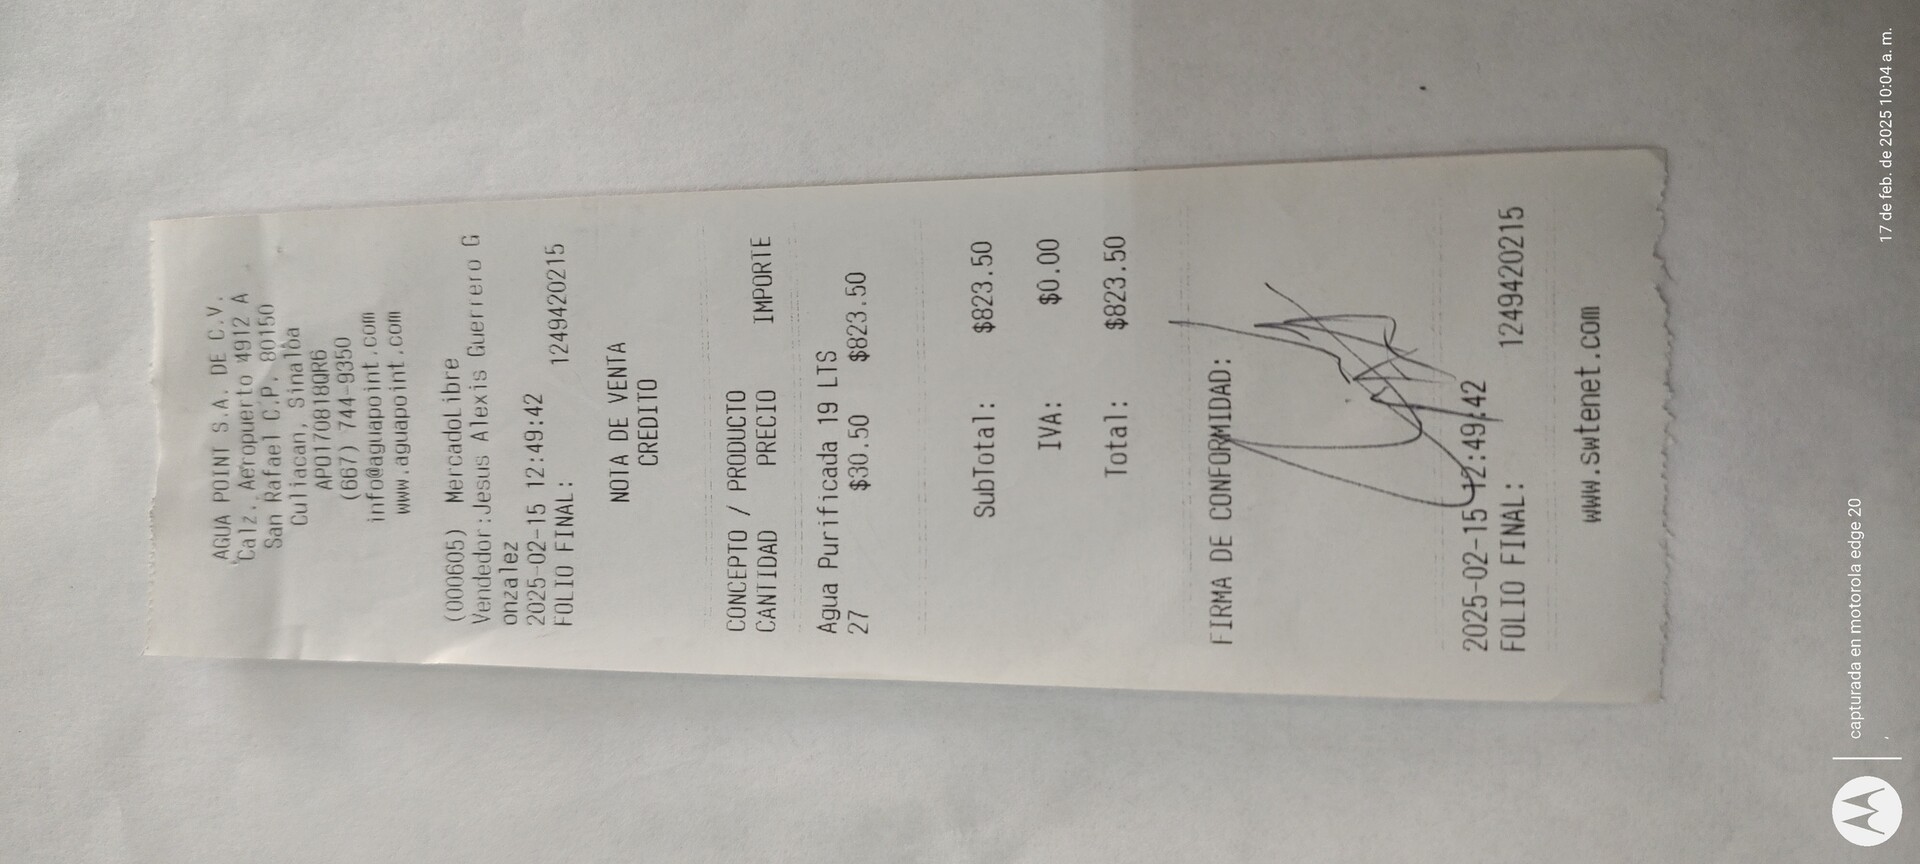 AGUA POINT S.A. DE C.V.
Calz. Aeropuerto 4912 A
San Rafael C.P. 80150
Culiacan, Sinaloa
APO170818QR6
(667) 744-9350
info@aguapoint.com
www.aguapoint.com
(000605) MercadoLibre
Vendedor:Jesus Alexis Guerrero G
onzalez
2025-02-15 12:49:42
FOLIO FINAL: 1249420215
NOTA DE VENTA
CREDITO
CONCEPTO / PRODUCTO
CANTIDAD PRECIO IMPORTE
Agua Purificada 19 LTS
27 $30.50 $823.50
SubTotal: $823.50
IVA: $0.00
Total: $823.50
FIRMA DE CONFORMIDAD:
2025-02-15 12:49:42
FOLIO FINAL: 1249420215
www.swtenet.com
capturada en motorola edge 20
17 de feb. de 2025 10:04 a. m.